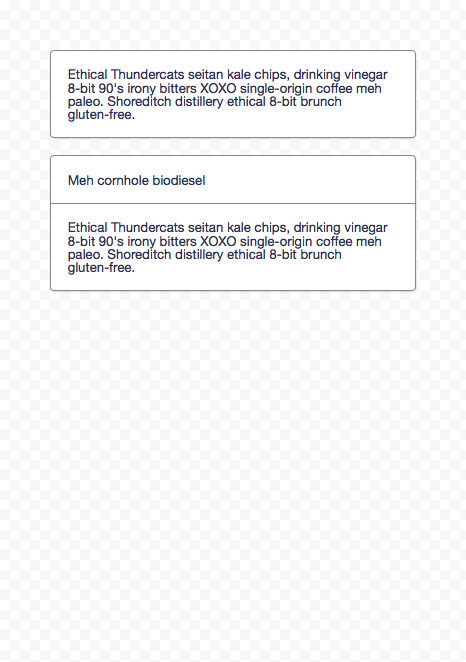 Ethical Thundercats seitan kale chips, drinking vinegar
8-bit 90's irony bitters XOXO single-origin coffee meh
paleo. Shoreditch distillery ethical 8-bit brunch
gluten-free.
Meh cornhole biodiesel
Ethical Thundercats seitan kale chips, drinking vinegar
8-bit 90's irony bitters XOXO single-origin coffee meh
paleo. Shoreditch distillery ethical 8-bit brunch
gluten-free.